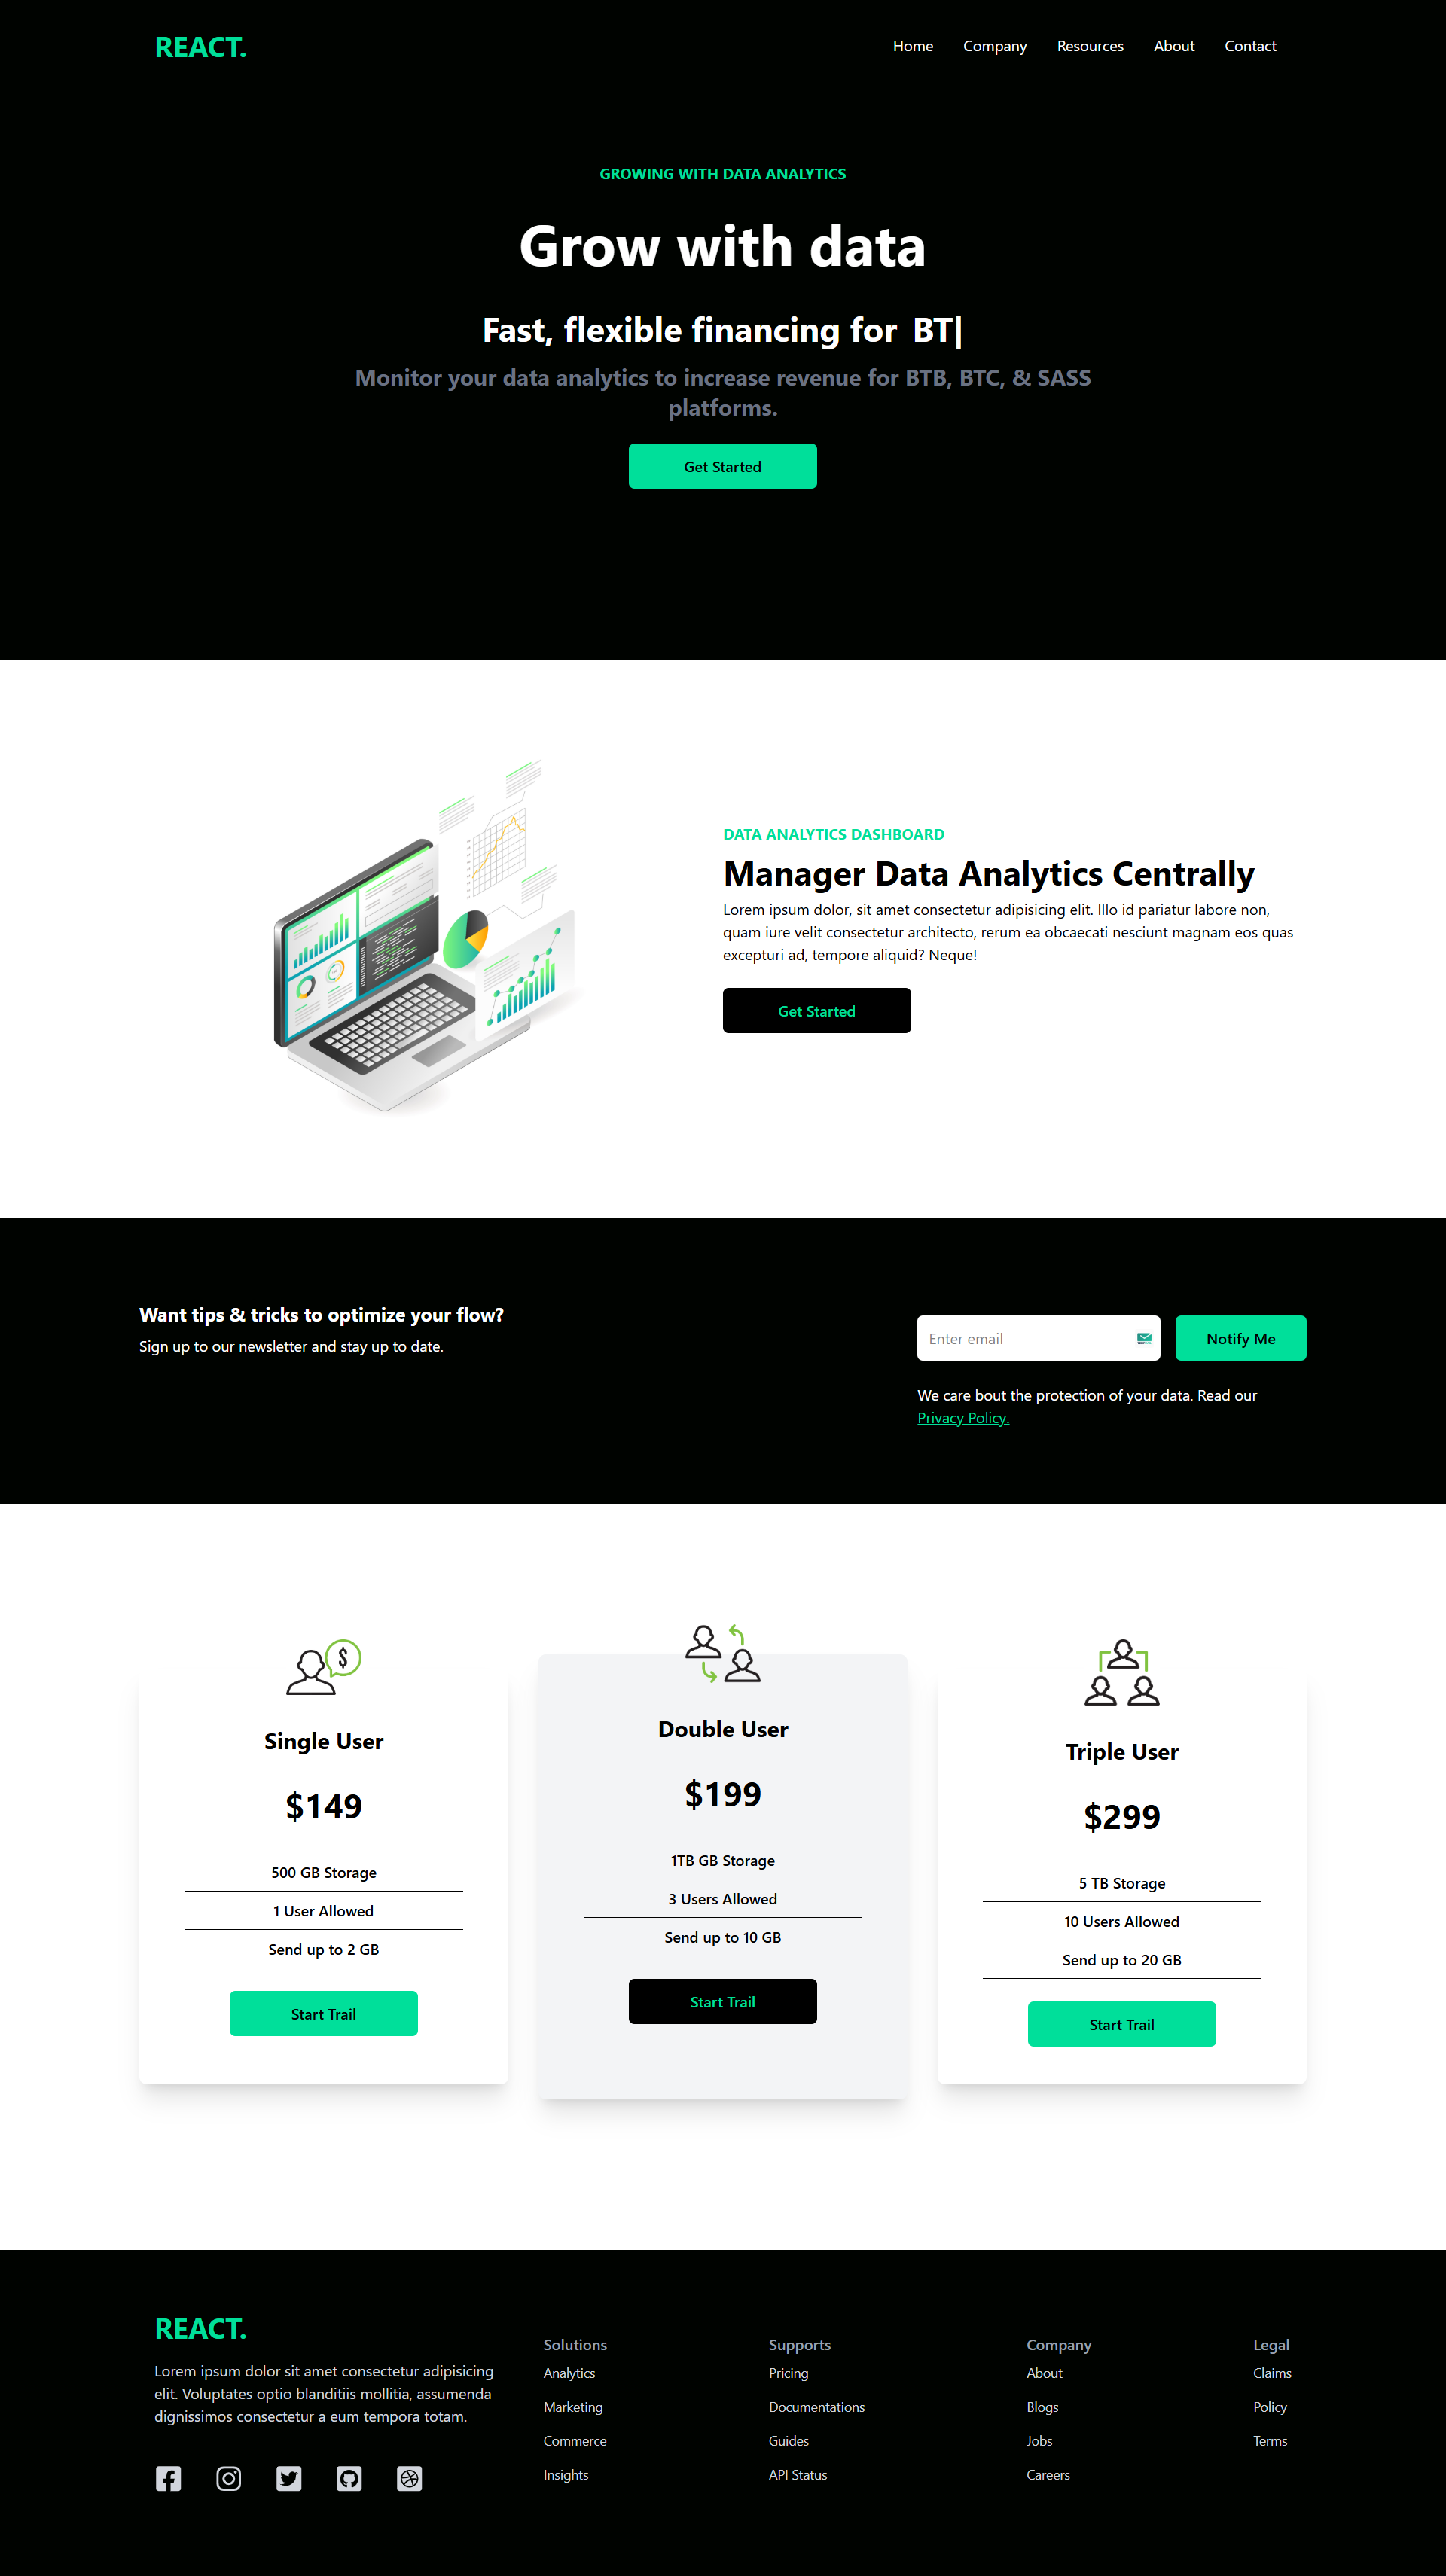 REACT.
Home Company Resources About Contact
GROWING WITH DATA ANALYTICS
Grow with data
Fast, flexible financing for BT|
Monitor your data analytics to increase revenue for BTB, BTC, & SASS
platforms.
Get Started
DATA ANALYTICS DASHBOARD
Manager Data Analytics Centrally
Lorem ipsum dolor, sit amet consectetur adipisicing elit. Illo id pariatur labore non,
quam iure velit consectetur architecto, rerum ea obcaecati nesciunt magnam eos quas
excepturi ad, tempore aliquid? Neque!
Get Started
Want tips & tricks to optimize your flow?
Sign up to our newsletter and stay up to date.
Enter email
Notify Me
We care bout the protection of your data. Read our
Privacy Policy.
$
Single User
$149
500 GB Storage
1 User Allowed
Send up to 2 GB
Start Trail
Double User
$199
1TB GB Storage
3 Users Allowed
Send up to 10 GB
Start Trail
Triple User
$299
5 TB Storage
10 Users Allowed
Send up to 20 GB
Start Trail
REACT.
Lorem ipsum dolor sit amet consectetur adipisicing
elit. Voluptates optio blanditiis mollitia, assumenda
dignissimos consectetur a eum tempora totam.
Solutions
Analytics
Marketing
Commerce
Insights
Supports
Pricing
Documentations
Guides
API Status
Company
About
Blogs
Jobs
Careers
Legal
Claims
Policy
Terms